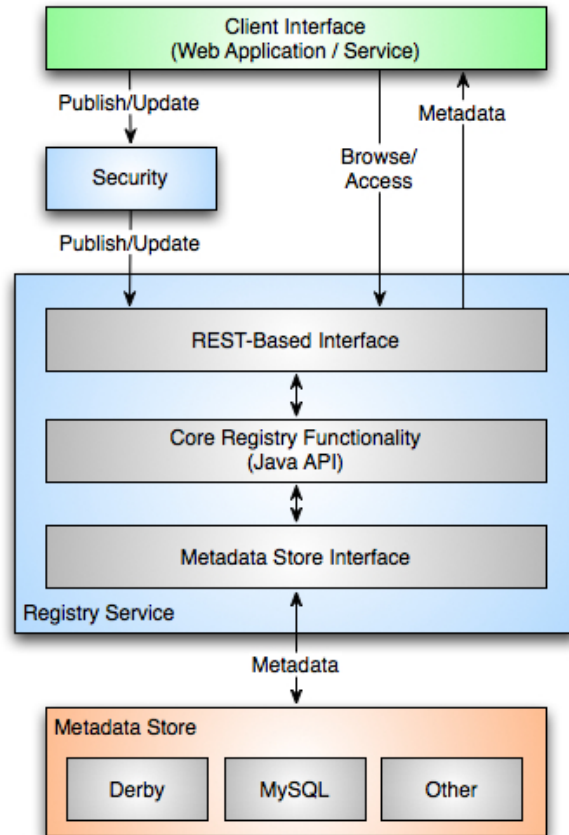 Client Interface
(Web Application / Service)
Publish/Update
Metadata
Browse/
Access
Security
Publish/Update
REST-Based Interface
Core Registry Functionality
(Java API)
Metadata Store Interface
Registry Service
Metadata
Metadata Store
Derby
MySQL
Other